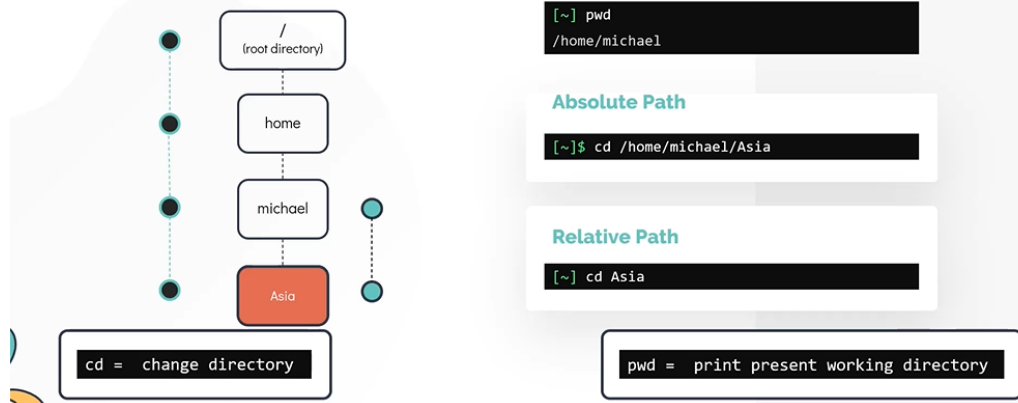 /
(root directory)
home
michael
Asia
cd =  change directory
[~] pwd
/home/michael
Absolute Path
[~]$ cd /home/michael/Asia
Relative Path
[~] cd Asia
pwd =  print present working directory